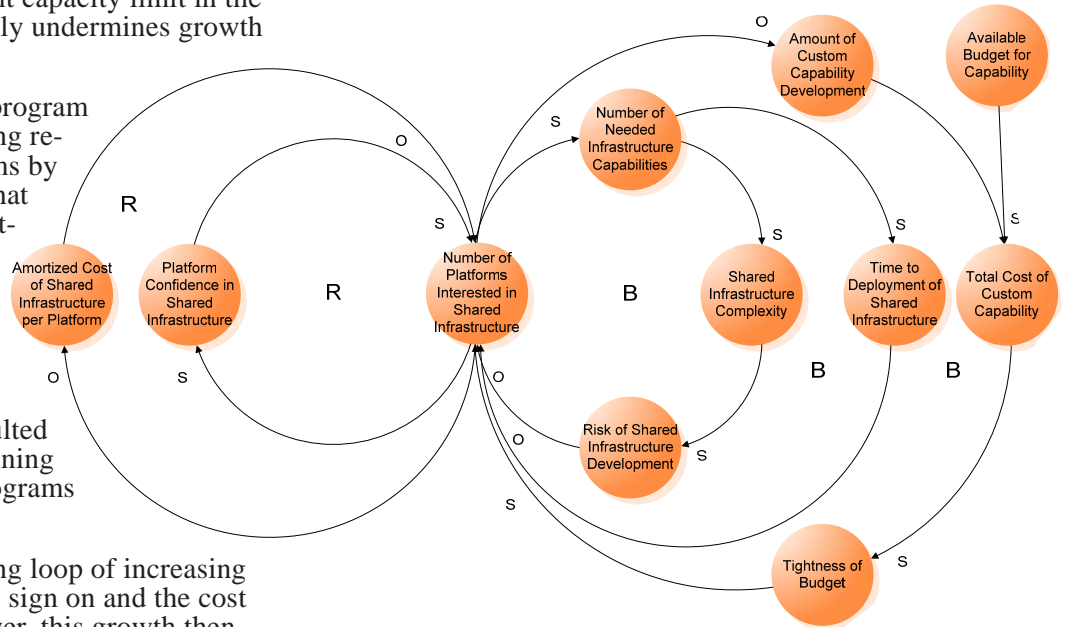 t capacity limit in the
ly undermines growth
program
ng re-
ns by
hat
t-
ulted
ning
ograms
ng loop of increasing
sign on and the cost
ver, this growth then
O
Amount of
Custom
Capability
Development
Available
Budget for
Capability
Number of
Needed
Infrastructure
Capabilities
S
O
R
S
S
S
S
Amortized Cost
of Shared
Infrastructure
per Platform
Platform
Confidence in
Shared
Infrastructure
R
Number of
Platforms
Interested in
Shared
Infrastructure
B
Shared
Infrastructure
Complexity
Time to
Deployment of
Shared
Infrastructure
Total Cost of
Custom
Capability
O
S
O
B
B
Risk of Shared
Infrastructure
Development
O
S
S
Tightness of
Budget
S